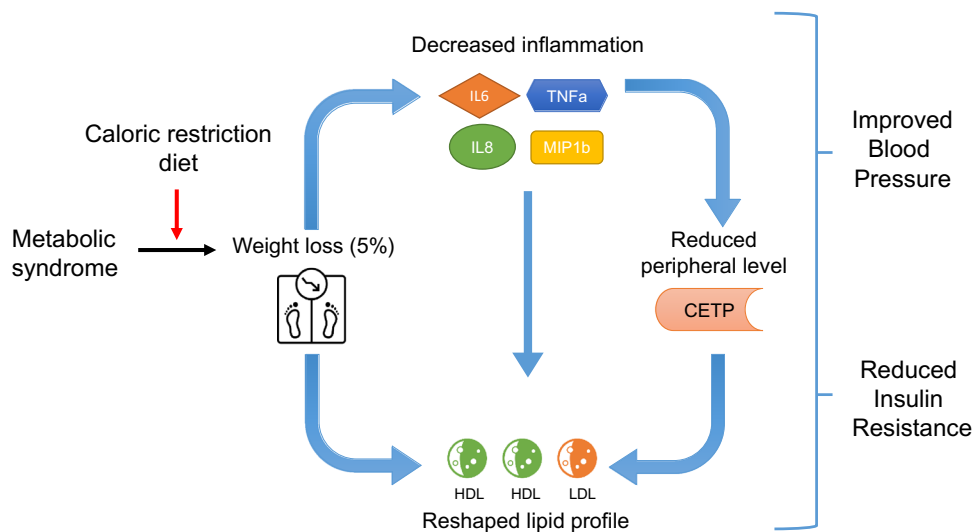 Decreased inflammation
IL6
TNFa
IL8
MIP1b
Caloric restriction
diet
Metabolic
syndrome
Weight loss (5%)
Reduced
peripheral level
CETP
HDL
HDL
LDL
Reshaped lipid profile
Improved
Blood
Pressure
Reduced
Insulin
Resistance